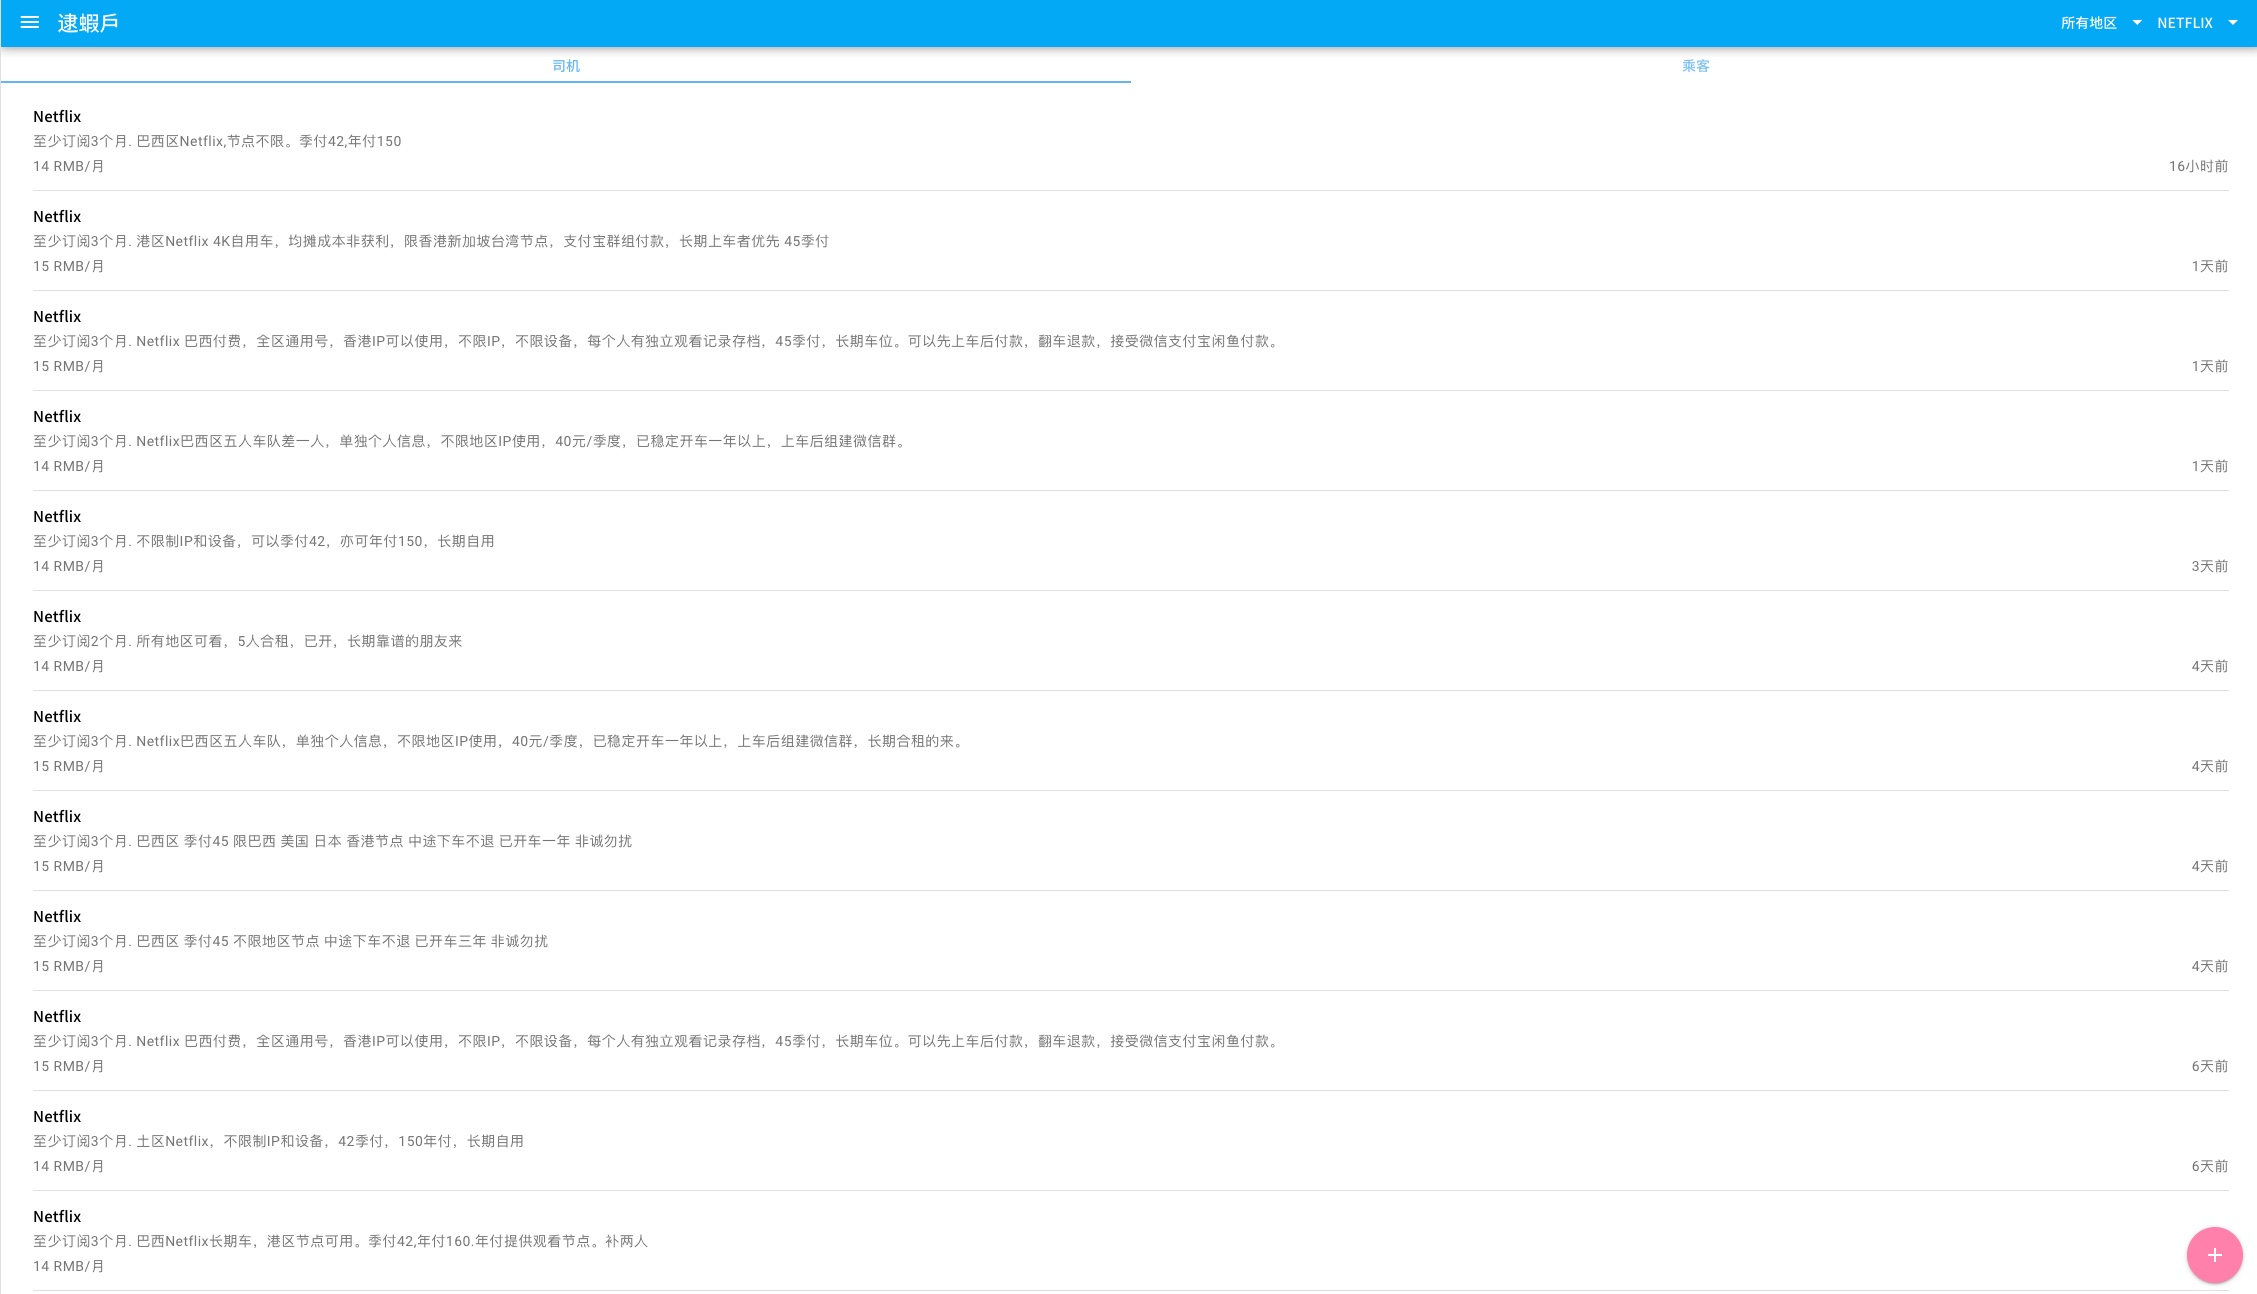 逮蝦戶
所有地区
NETFLIX
司机
乘客
Netflix
至少订阅3个月. 巴西区Netflix,节点不限。季付42,年付150
14 RMB/月
16小时前
Netflix
至少订阅3个月. 港区Netflix 4K自用车，均摊成本非获利，限香港新加坡台湾节点，支付宝群组付款，长期上车者优先 45季付
15 RMB/月
1天前
Netflix
至少订阅3个月. Netflix 巴西付费，全区通用号，香港IP可以使用，不限IP，不限设备，每个人有独立观看记录存档，45季付，长期车位。可以先上车后付款，翻车退款，接受微信支付宝闲鱼付款。
15 RMB/月
1天前
Netflix
至少订阅3个月. Netflix巴西区五人车队差一人，单独个人信息，不限地区IP使用，40元/季度，已稳定开车一年以上，上车后组建微信群。
14 RMB/月
1天前
Netflix
至少订阅3个月. 不限制IP和设备，可以季付42，亦可年付150，长期自用
14 RMB/月
3天前
Netflix
至少订阅2个月. 所有地区可看，5人合租，已开，长期靠谱的朋友来
14 RMB/月
4天前
Netflix
至少订阅3个月. Netflix巴西区五人车队，单独个人信息，不限地区IP使用，40元/季度，已稳定开车一年以上，上车后组建微信群，长期合租的来。
15 RMB/月
4天前
Netflix
至少订阅3个月. 巴西区 季付45 限巴西 美国 日本 香港节点 中途下车不退 已开车一年 非诚勿扰
15 RMB/月
4天前
Netflix
至少订阅3个月. 巴西区 季付45 不限地区节点 中途下车不退 已开车三年 非诚勿扰
15 RMB/月
4天前
Netflix
至少订阅3个月. Netflix 巴西付费，全区通用号，香港IP可以使用，不限IP，不限设备，每个人有独立观看记录存档，45季付，长期车位。可以先上车后付款，翻车退款，接受微信支付宝闲鱼付款。
15 RMB/月
6天前
Netflix
至少订阅3个月. 土区Netflix，不限制IP和设备，42季付，150年付，长期自用
14 RMB/月
6天前
Netflix
至少订阅3个月. 巴西Netflix长期车，港区节点可用。季付42,年付160.年付提供观看节点。补两人
14 RMB/月